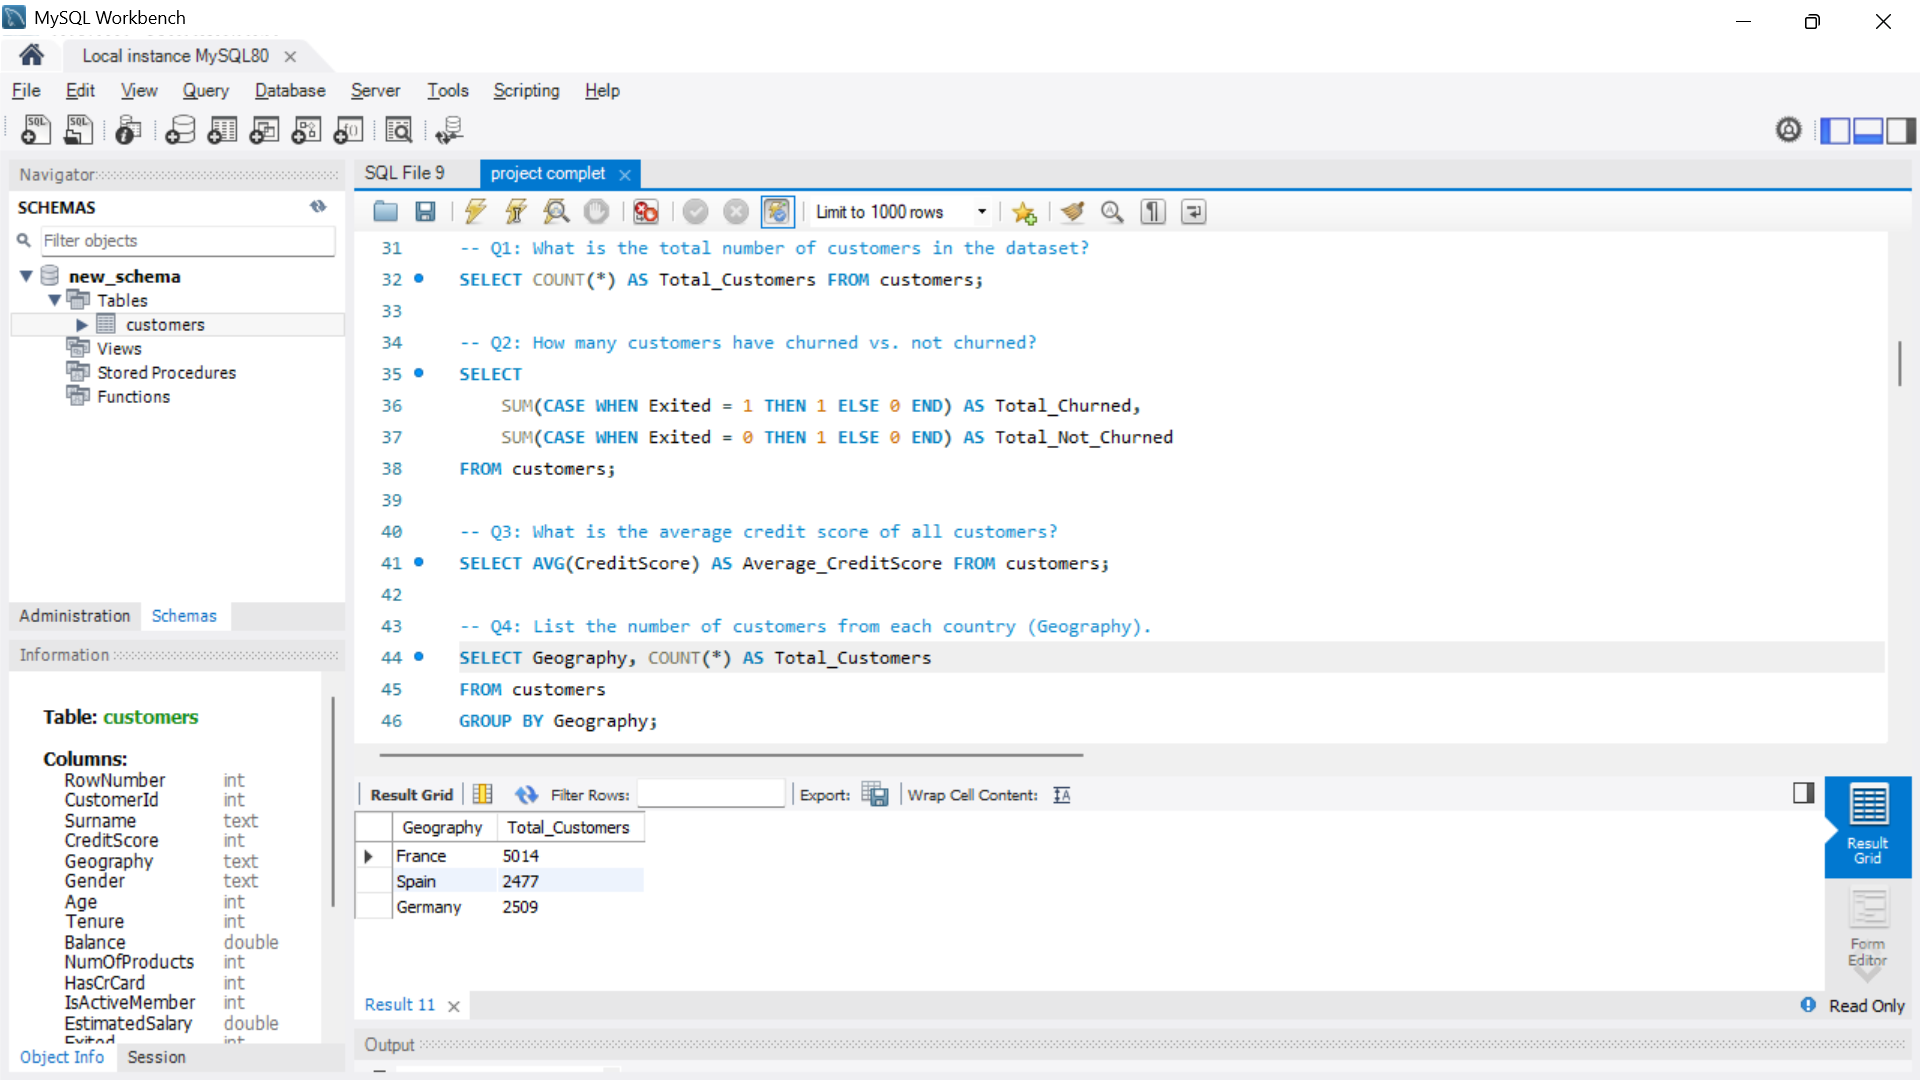 MySQL Workbench
Local instance MySQL80
File Edit View Query Database Server Tools Scripting Help
Navigator
SCHEMAS
Filter objects
new_schema
Tables
customers
Views
Stored Procedures
Functions
Administration Schemas
Information
Table: customers
Columns:
RowNumber int
CustomerId int
Surname text
CreditScore int
Geography text
Gender text
Age int
Tenure int
Balance double
NumOfProducts int
HasCrCard int
IsActiveMember int
EstimatedSalary double
Exited int
Object Info Session
SQL File 9 project complet
Limit to 1000 rows
31 -- Q1: What is the total number of customers in the dataset?
32 SELECT COUNT(*) AS Total_Customers FROM customers;
33
34 -- Q2: How many customers have churned vs. not churned?
35 SELECT
36 SUM(CASE WHEN Exited = 1 THEN 1 ELSE 0 END) AS Total_Churned,
37 SUM(CASE WHEN Exited = 0 THEN 1 ELSE 0 END) AS Total_Not_Churned
38 FROM customers;
39
40 -- Q3: What is the average credit score of all customers?
41 SELECT AVG(CreditScore) AS Average_CreditScore FROM customers;
42
43 -- Q4: List the number of customers from each country (Geography).
44 SELECT Geography, COUNT(*) AS Total_Customers
45 FROM customers
46 GROUP BY Geography;
Result Grid Filter Rows: Export: Wrap Cell Content:
Geography Total_Customers
France 5014
Spain 2477
Germany 2509
Result
Grid
Form
Editor
Result 11
Read Only
Output